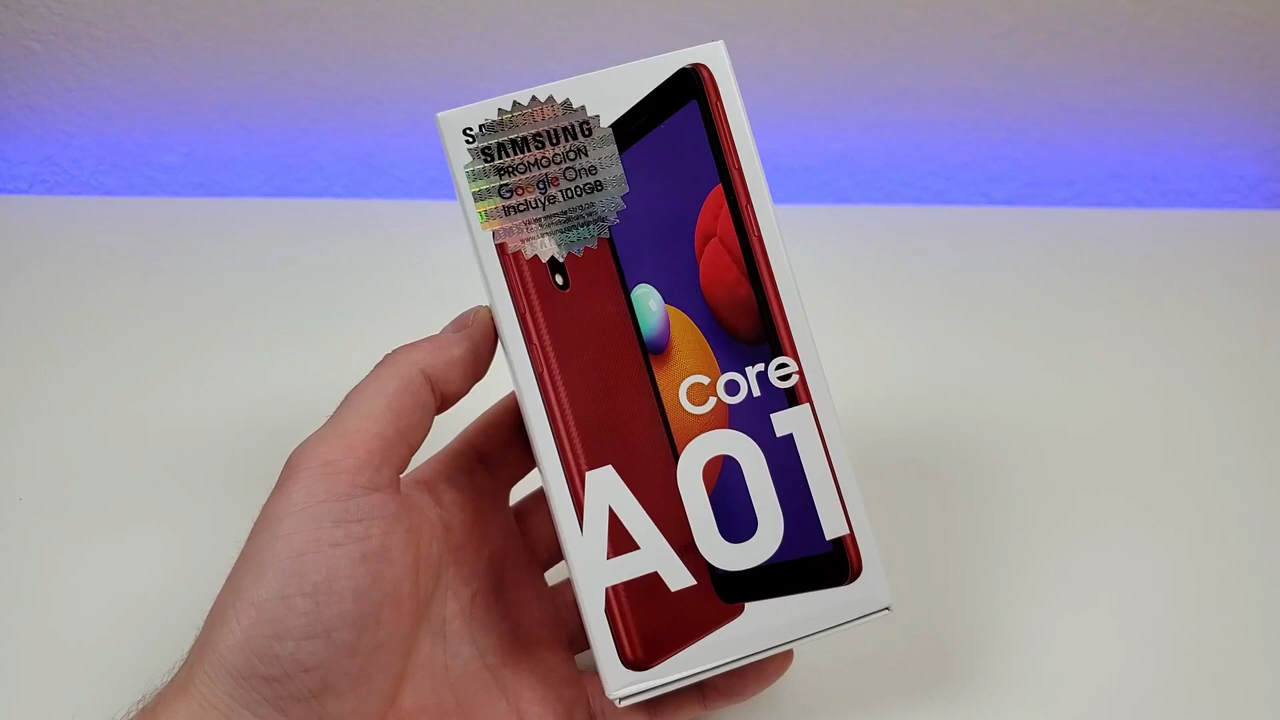 SAMSUNG
PROMOCIÓN
Google One
Incluye 100GB
Core
A01